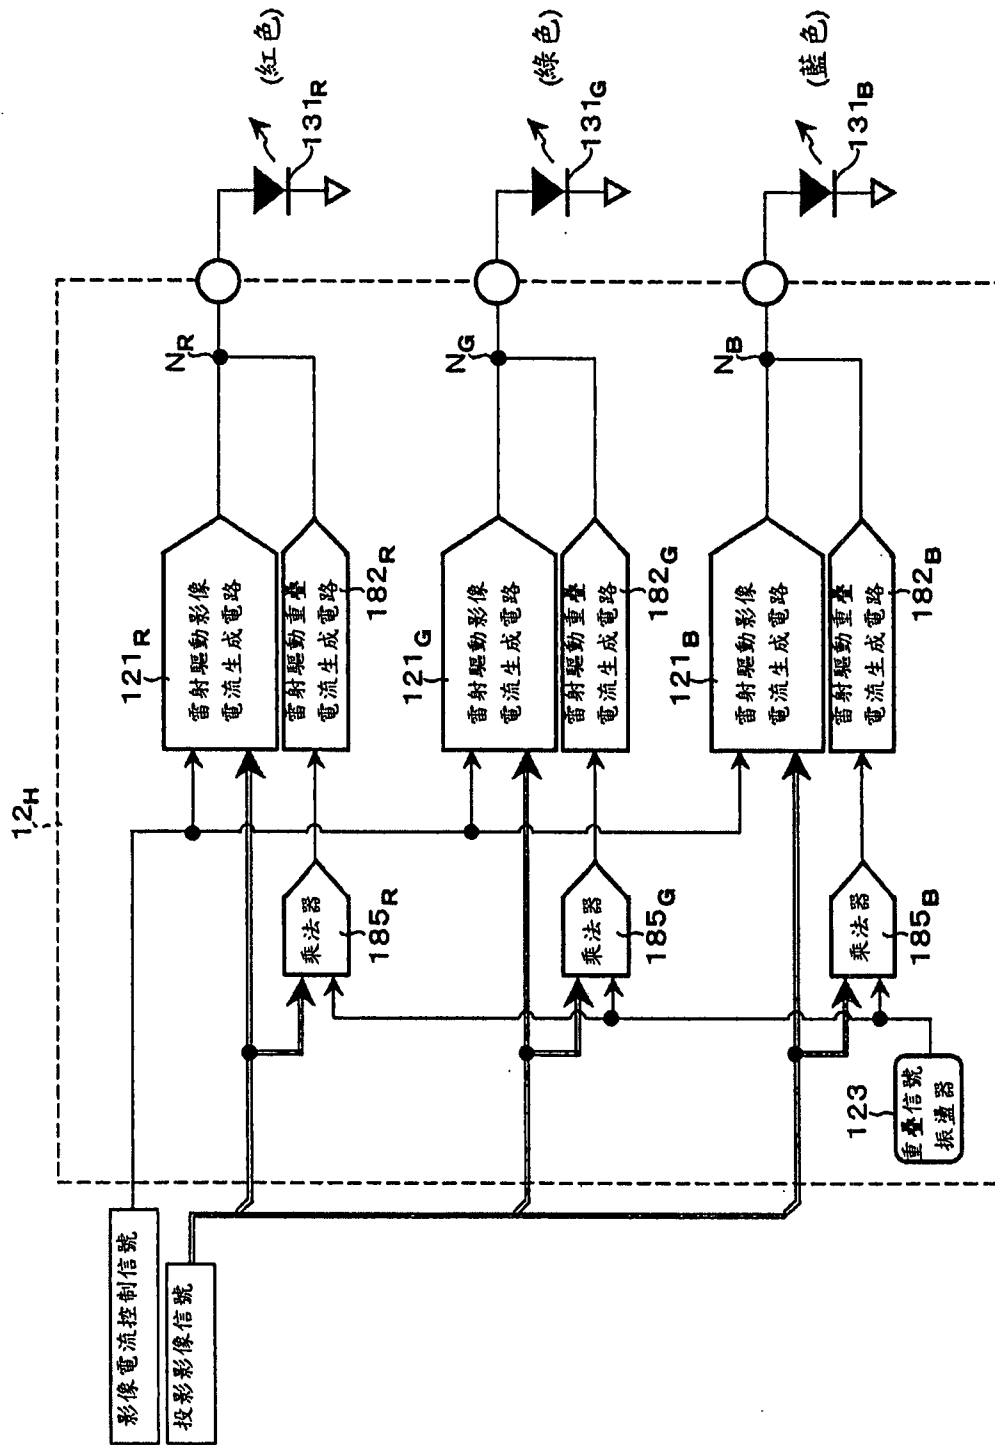 影像電流控制信號
投影影像信號
12H
121R
雷射驅動影像
電流生成電路
雷射驅動重疊
電流生成電路
182R
乘法器
185R
NR
131R
(紅色)
121G
雷射驅動影像
電流生成電路
雷射驅動重疊
電流生成電路
182G
乘法器
185G
NG
131G
(綠色)
121B
雷射驅動影像
電流生成電路
雷射驅動重疊
電流生成電路
182B
乘法器
185B
NB
131B
(藍色)
123
重疊信號
振盪器